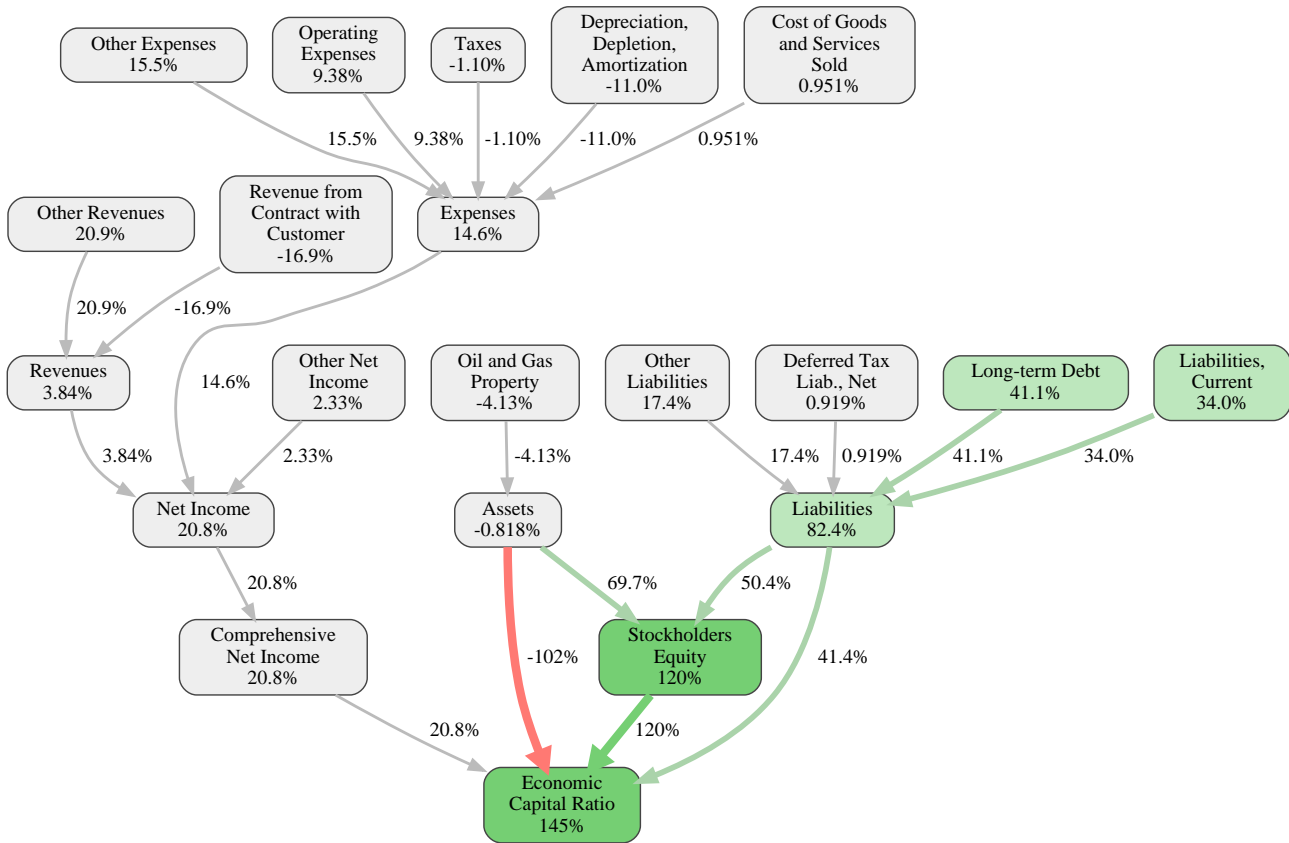 Other Expenses
15.5%
Operating
Expenses
9.38%
Taxes
-1.10%
Depreciation,
Depletion,
Amortization
-11.0%
Cost of Goods
and Services
Sold
0.951%
15.5%
9.38%
-1.10%
-11.0%
0.951%
Other Revenues
20.9%
Revenue from
Contract with
Customer
-16.9%
Expenses
14.6%
20.9%
-16.9%
14.6%
Revenues
3.84%
Other Net
Income
2.33%
Oil and Gas
Property
-4.13%
Other
Liabilities
17.4%
Deferred Tax
Liab., Net
0.919%
Long-term Debt
41.1%
Liabilities,
Current
34.0%
3.84%
2.33%
-4.13%
17.4%
0.919%
41.1%
34.0%
Net Income
20.8%
Assets
-0.818%
Liabilities
82.4%
20.8%
69.7%
50.4%
Comprehensive
Net Income
20.8%
-102%
Stockholders
Equity
120%
41.4%
20.8%
120%
Economic
Capital Ratio
145%